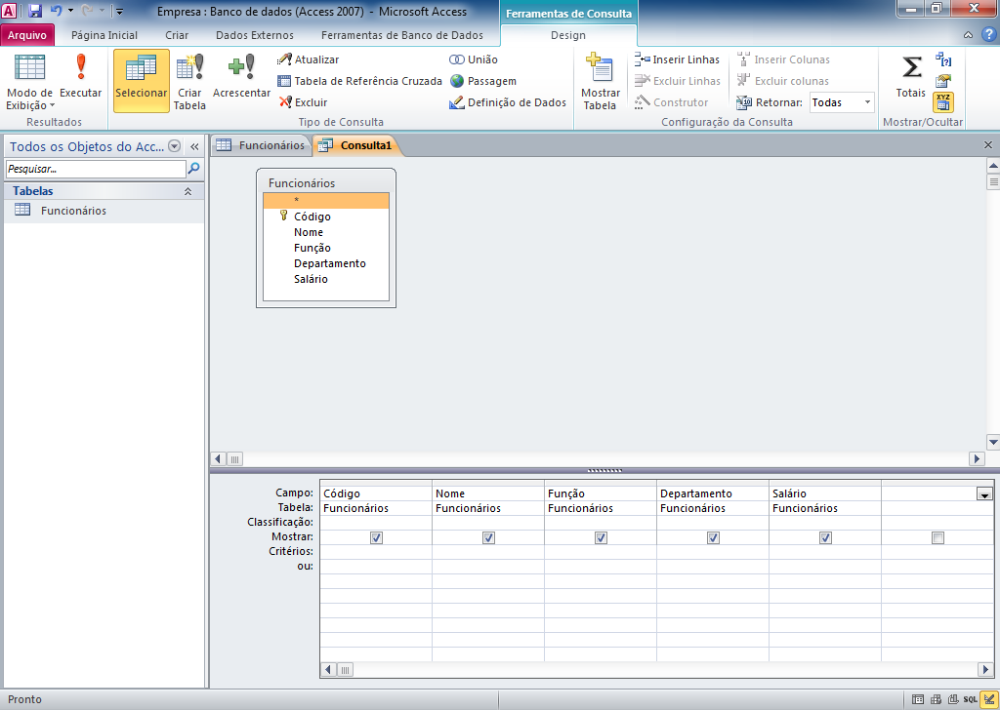 Empresa : Banco de dados (Access 2007) - Microsoft Access
Ferramentas de Consulta
Arquivo Página Inicial Criar Dados Externos Ferramentas de Banco de Dados Design
Modo de Exibição
Executar
Resultados
Selecionar
Criar Tabela
Acrescentar
Atualizar
Tabela de Referência Cruzada
Excluir
União
Passagem
Definição de Dados
Tipo de Consulta
Mostrar Tabela
Inserir Linhas
Excluir Linhas
Construtor
Inserir Colunas
Excluir colunas
Retornar: Todas
Configuração da Consulta
Totais
XYZ
Mostrar/Ocultar
Todos os Objetos do Acc... «
Pesquisar...
Tabelas
Funcionários
Funcionários Consulta1
Funcionários
*
Código
Nome
Função
Departamento
Salário
Campo: Código Nome Função Departamento Salário
Tabela: Funcionários Funcionários Funcionários Funcionários Funcionários
Classificação:
Mostrar:
Critérios:
ou:
Pronto
SQL